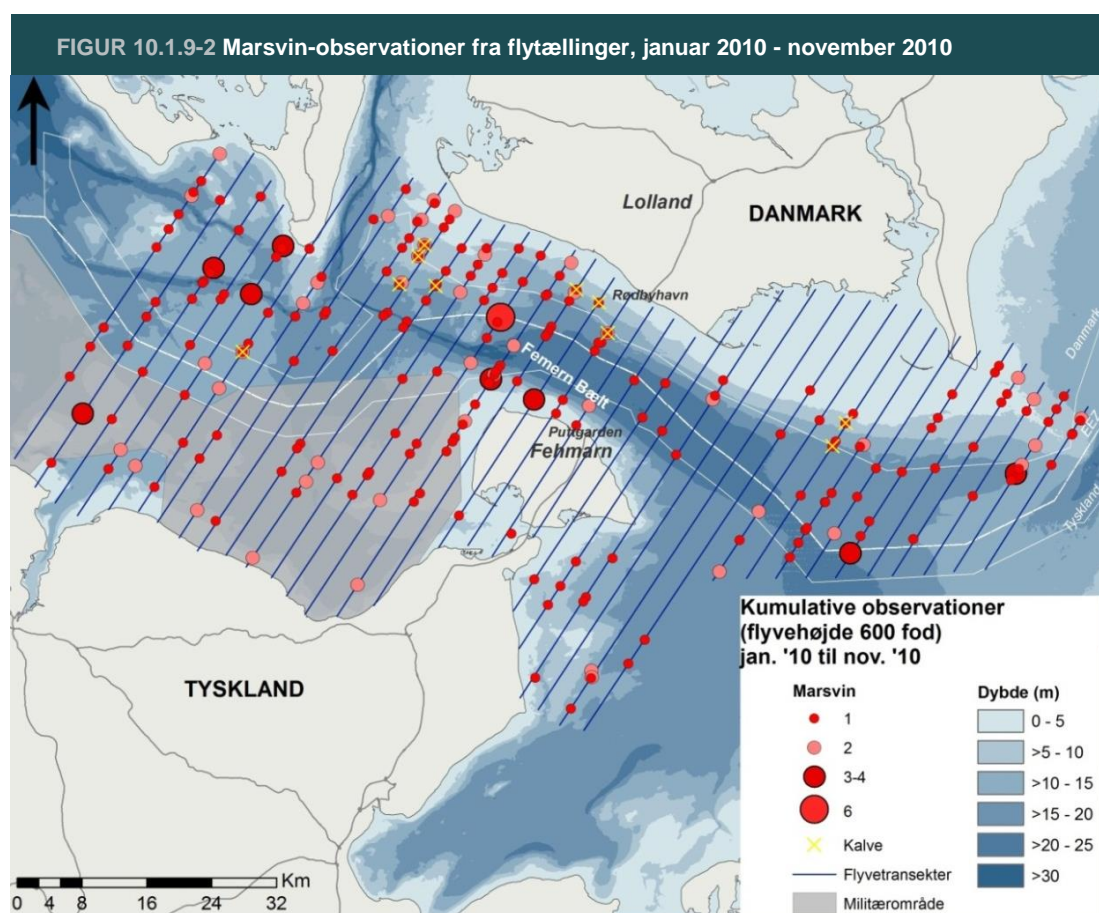 FIGUR 10.1.9-2 Marsvin-observationer fra flytællinger, januar 2010 - november 2010
Lolland
DANMARK
Rødbyhavn
Danmark
Femern Bælt
EEZ
Puttgarden
Fehmarn
Tyskland
TYSKLAND
Kumulative observationer
(flyvehøjde 600 fod)
jan. '10 til nov. '10
Marsvin
1
2
3-4
6
Kalve
Flyvetransekter
Militærområde
Dybde (m)
0 - 5
>5 - 10
>10 - 15
>15 - 20
>20 - 25
>30
Km
0 4 8 16 24 32